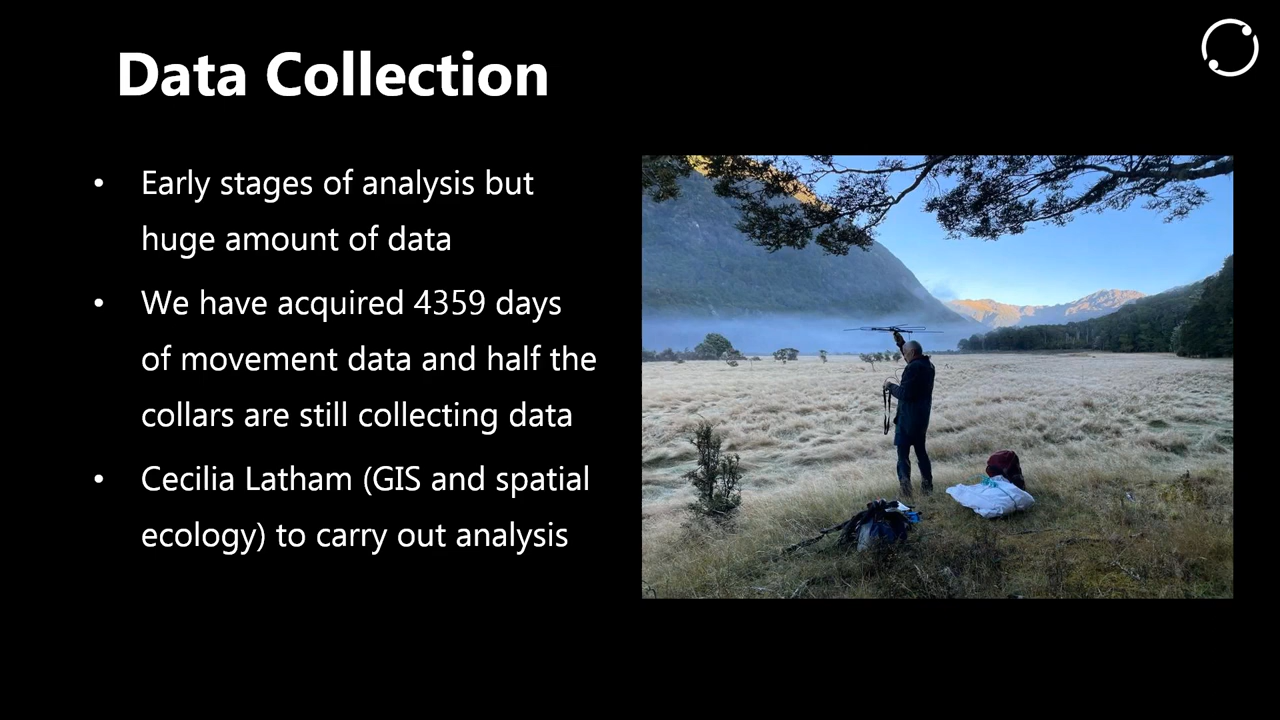 Data Collection
• Early stages of analysis but
huge amount of data
• We have acquired 4359 days
of movement data and half the
collars are still collecting data
• Cecilia Latham (GIS and spatial
ecology) to carry out analysis